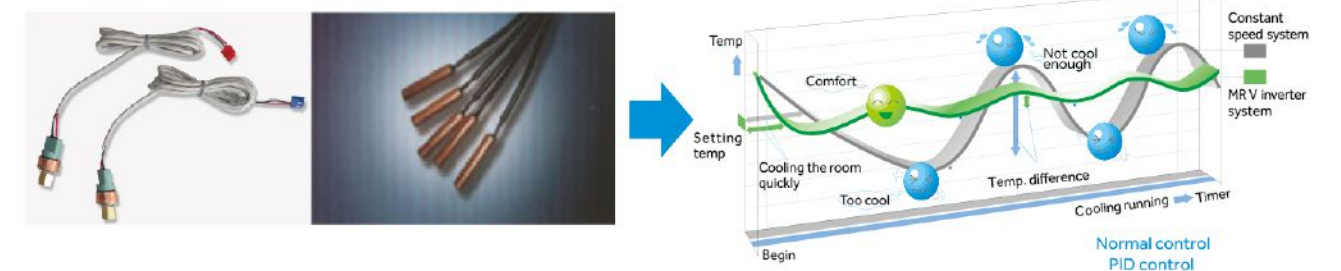 Temp
Not cool
enough
Comfort
Constant
speed system
MRV inverter
system
Setting
temp
Cooling the room
quickly
Too cool
Temp. difference
Cooling running
Timer
Begin
Normal control
PID control